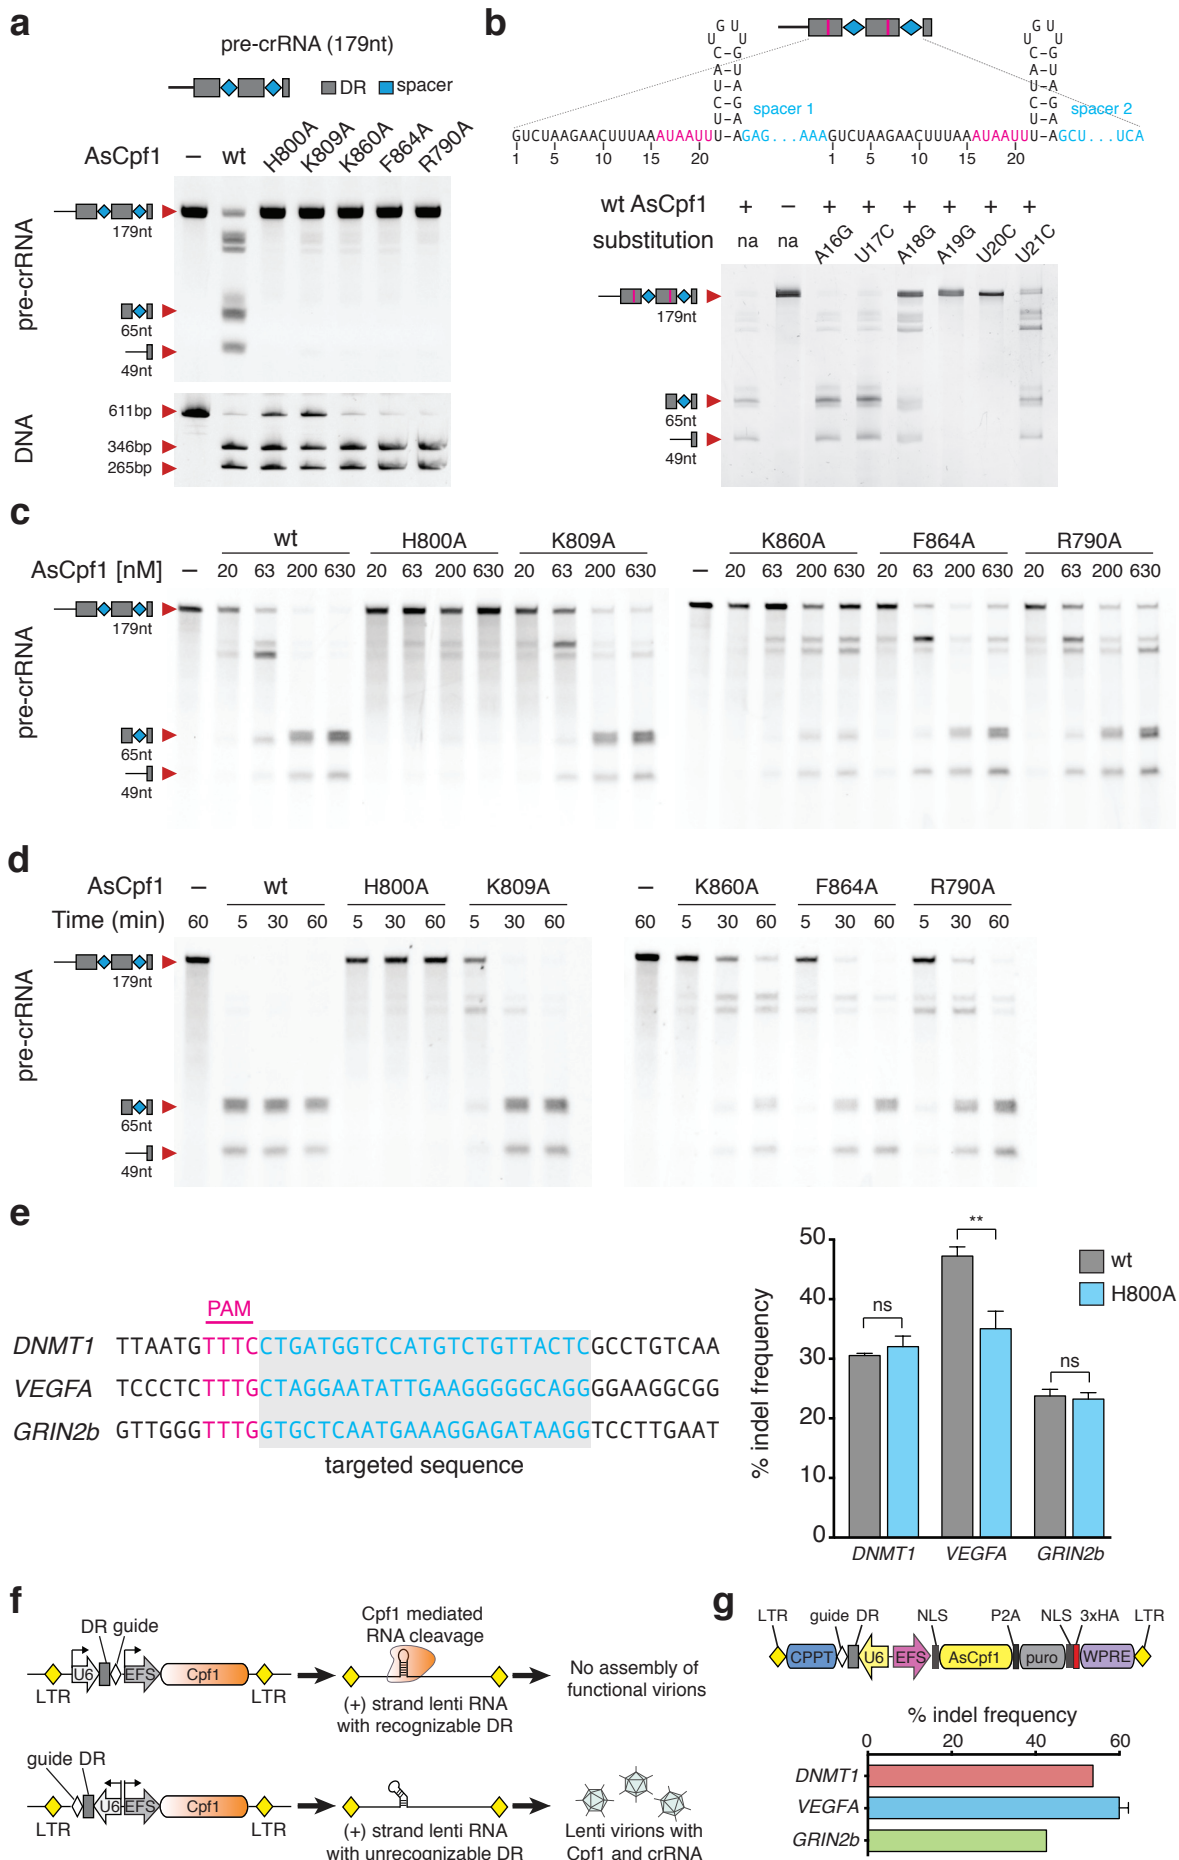 a
pre-crRNA (179nt)
DR spacer
AsCpf1 – wt H800A K809A K860A F864A R790A
pre-crRNA
179nt
65nt
49nt
DNA
611bp
346bp
265bp
b
spacer 1 spacer 2
GUCUAAGAACUUUAAAUAAUUU–AGAG...AAAGUCUAAGAACUUUAAAUAAUUU–AGCU...UCA
1 5 10 15 20 1 5 10 15 20
wt AsCpf1 + – + + + + + +
substitution na na A16G U17C A18G A19G U20C U21C
179nt
65nt
49nt
c
wt H800A K809A K860A F864A R790A
AsCpf1 [nM] – 20 63 200 630 20 63 200 630 20 63 200 630 – 20 63 200 630 20 63 200 630 20 63 200 630
pre-crRNA
179nt
65nt
49nt
d
AsCpf1 – wt H800A K809A – K860A F864A R790A
Time (min) 60 5 30 60 5 30 60 5 30 60 60 5 30 60 5 30 60 5 30 60
pre-crRNA
179nt
65nt
49nt
e
PAM
DNMT1 TTAATGTTTCCTGATGGTCCATGTCTGTTACTCGCCTGTCAA
VEGFA TCCCTCTTTGCTAGGAATATTGAAGGGGGCAGGGGAAGGCGG
GRIN2b GTTGGGTTTGGTGCTCAATGAAAGGAGATAAGGTCCTTGAAT
targeted sequence
% indel frequency
50
40
30
20
10
0
ns ** ns
wt
H800A
DNMT1 VEGFA GRIN2b
f
DR guide
U6 EFS Cpf1
LTR LTR
Cpf1 mediated
RNA cleavage
(+) strand lenti RNA
with recognizable DR
No assembly of
functional virions
guide DR
U6 EFS Cpf1
LTR LTR
(+) strand lenti RNA
with unrecognizable DR
Lenti virions with
Cpf1 and crRNA
g
LTR guide DR NLS P2A NLS 3xHA LTR
CPPT U6 EFS AsCpf1 puro WPRE
% indel frequency
0 20 40 60
DNMT1
VEGFA
GRIN2b